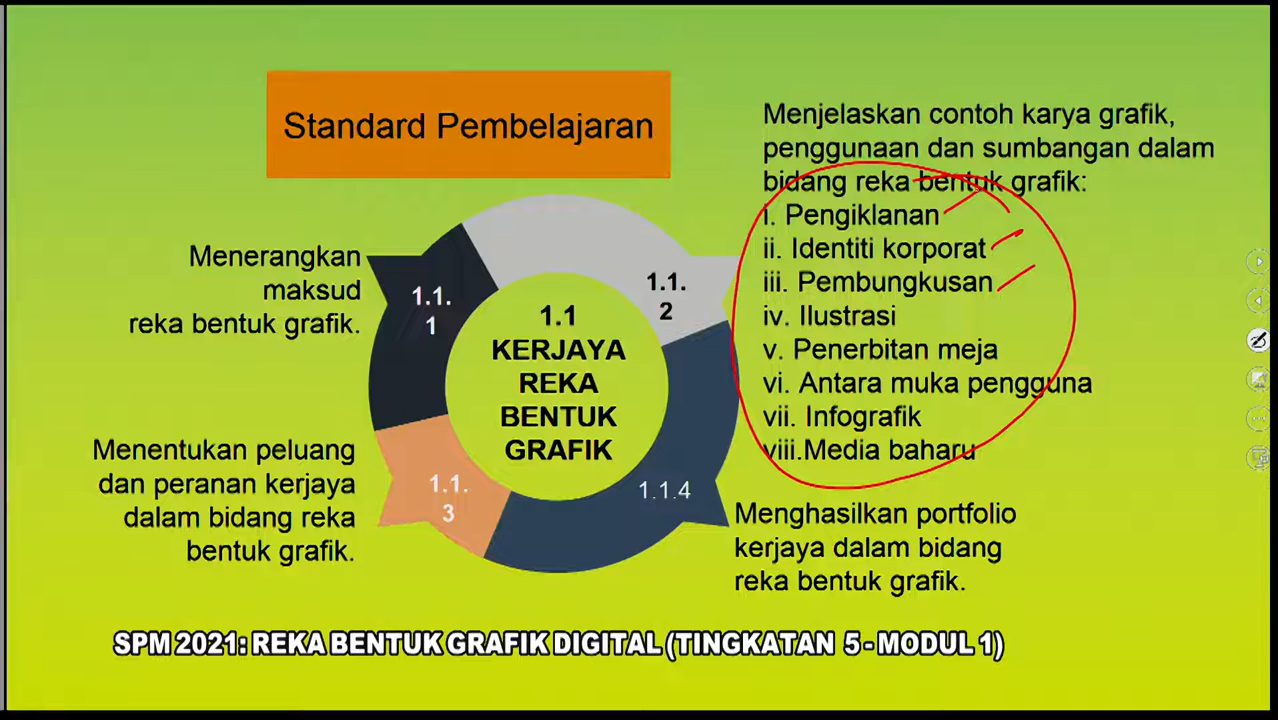 Standard Pembelajaran
Menerangkan
maksud
reka bentuk grafik.
1.1.
1
Menjelaskan contoh karya grafik,
penggunaan dan sumbangan dalam
bidang reka bentuk grafik:
i. Pengiklanan
ii. Identiti korporat
iii. Pembungkusan
iv. Ilustrasi
v. Penerbitan meja
vi. Antara muka pengguna
vii. Infografik
viii.Media baharu
1.1.
2
1.1
KERJAYA
REKA
BENTUK
GRAFIK
Menentukan peluang
dan peranan kerjaya
dalam bidang reka
bentuk grafik.
1.1.
3
1.1.4
Menghasilkan portfolio
kerjaya dalam bidang
reka bentuk grafik.
SPM 2021: REKA BENTUK GRAFIK DIGITAL (TINGKATAN 5 - MODUL 1)